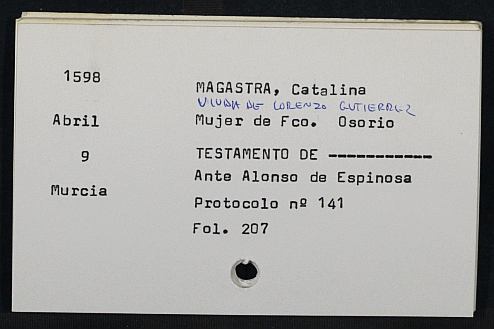 1598
MAGASTRA, Catalina
VIUDA DE LORENZO GUTIERREZ
Abril
Mujer de Fco. Osorio
9
TESTAMENTO DE -----------
Ante Alonso de Espinosa
Murcia
Protocolo nº 141
Fol. 207